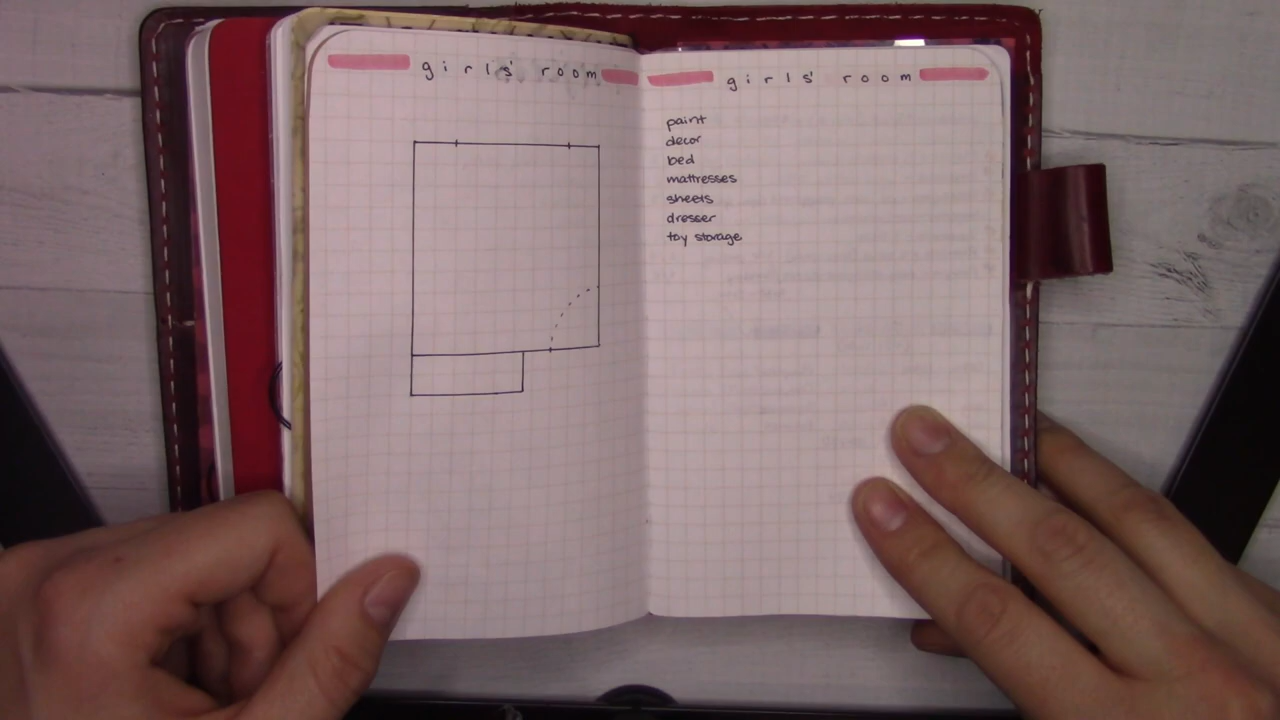 girls' room
girls' room
paint
decor
bed
mattresses
sheets
dresser
toy storage